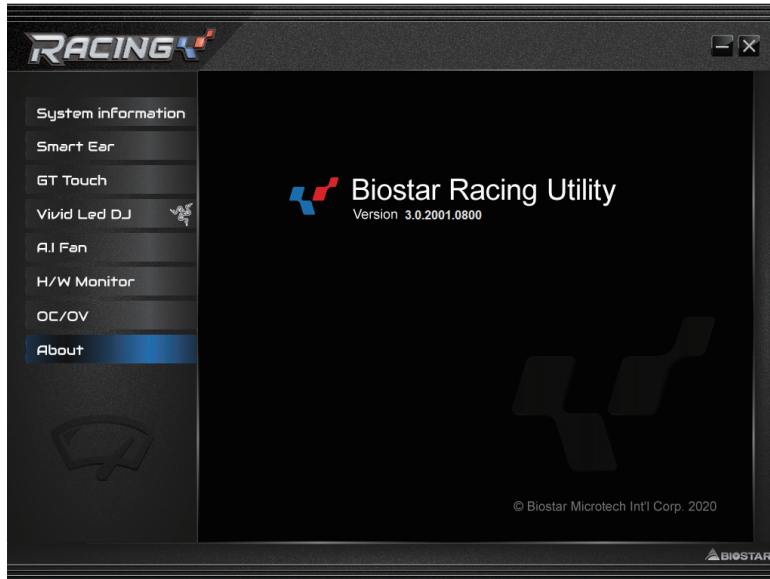 RACING
System information
Smart Ear
GT Touch
Vivid Led DJ
A.I Fan
H/W Monitor
OC/OV
About
Biostar Racing Utility
Version 3.0.2001.0800
© Biostar Microtech Int'l Corp. 2020
BIOSTAR